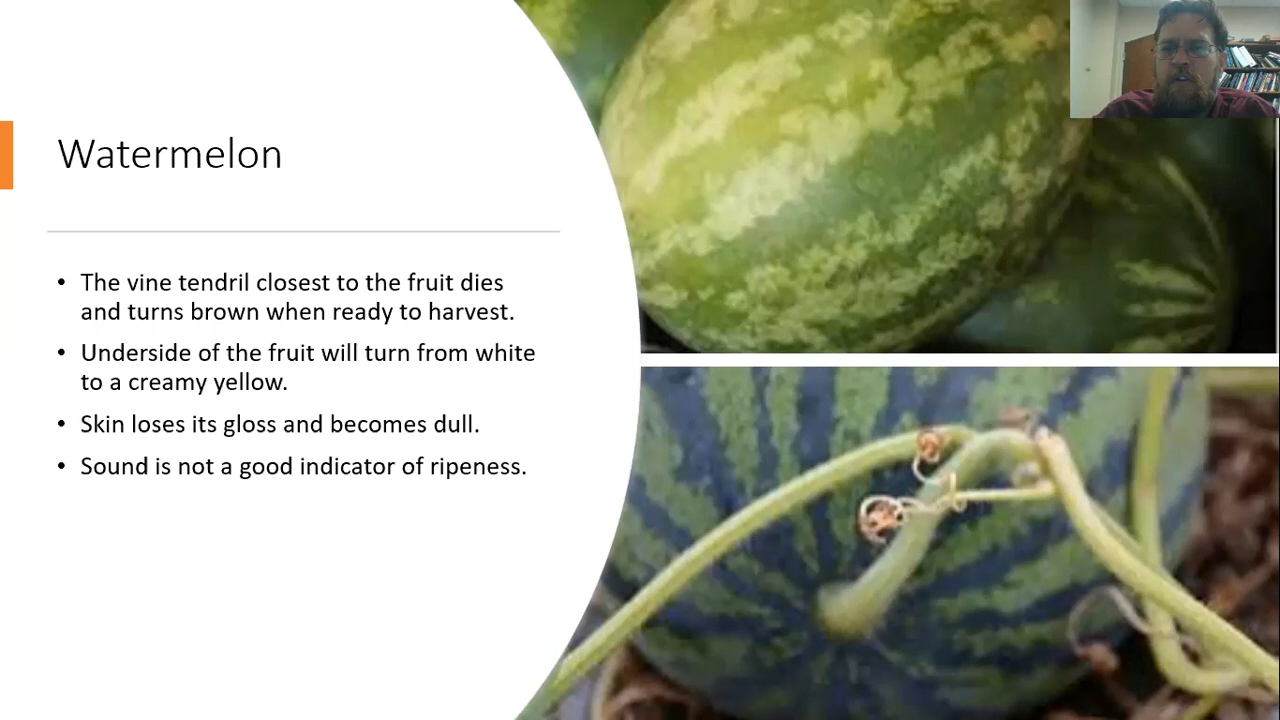 Watermelon
• The vine tendril closest to the fruit dies
and turns brown when ready to harvest.
• Underside of the fruit will turn from white
to a creamy yellow.
• Skin loses its gloss and becomes dull.
• Sound is not a good indicator of ripeness.